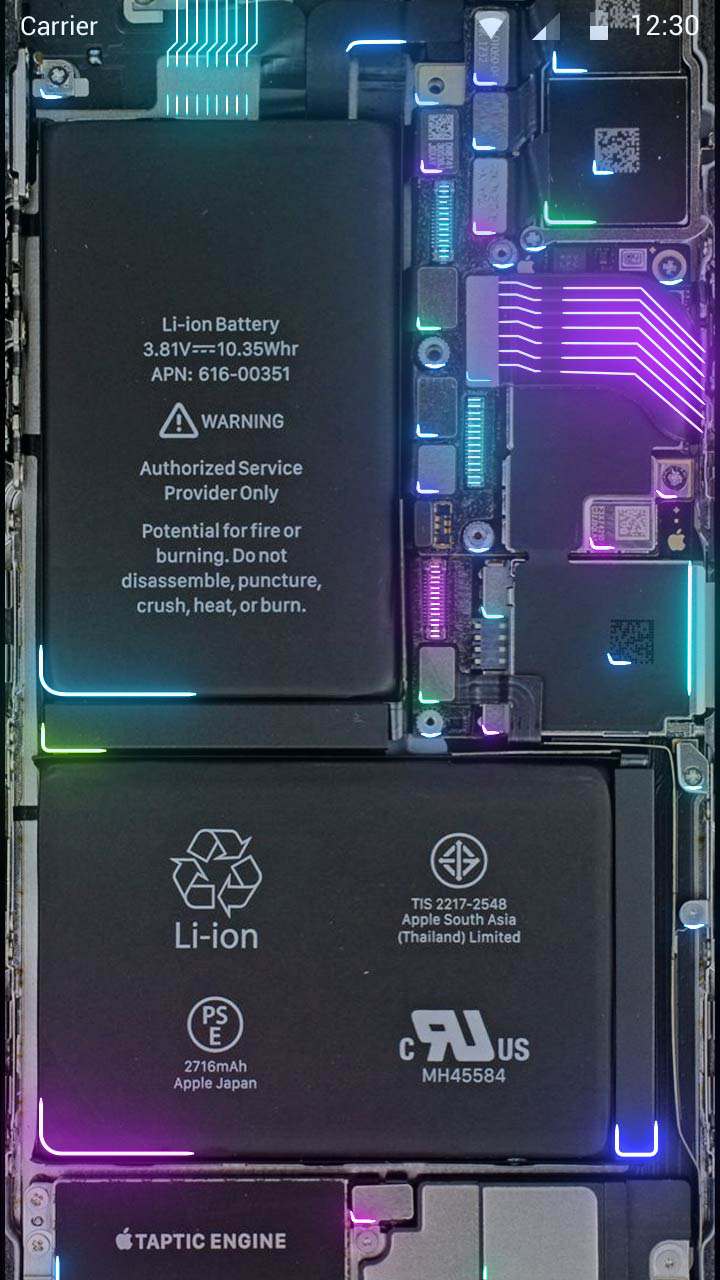 Carrier
12:30
Li-ion Battery
3.81V⎓10.35Whr
APN: 616-00351
WARNING
Authorized Service
Provider Only
Potential for fire or
burning. Do not
disassemble, puncture,
crush, heat, or burn.
Li-ion
TIS 2217-2548
Apple South Asia
(Thailand) Limited
PS
E
2716mAh
Apple Japan
C RU US
MH45584
TAPTIC ENGINE